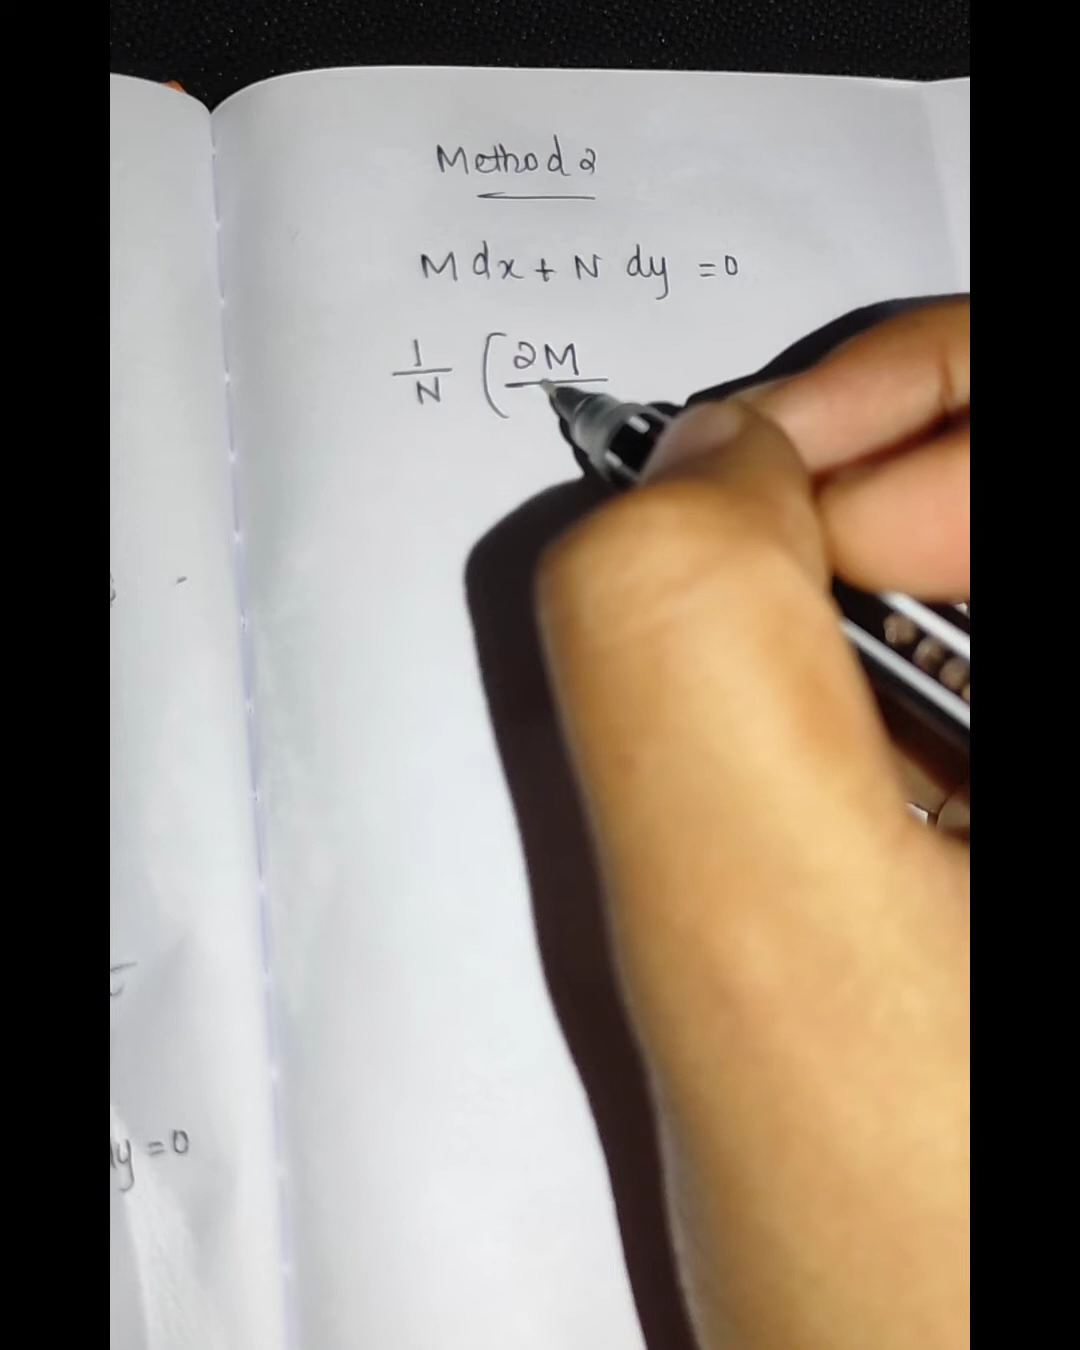 Method 2
M dx + N dy = 0
1/N ( ∂M
y = 0